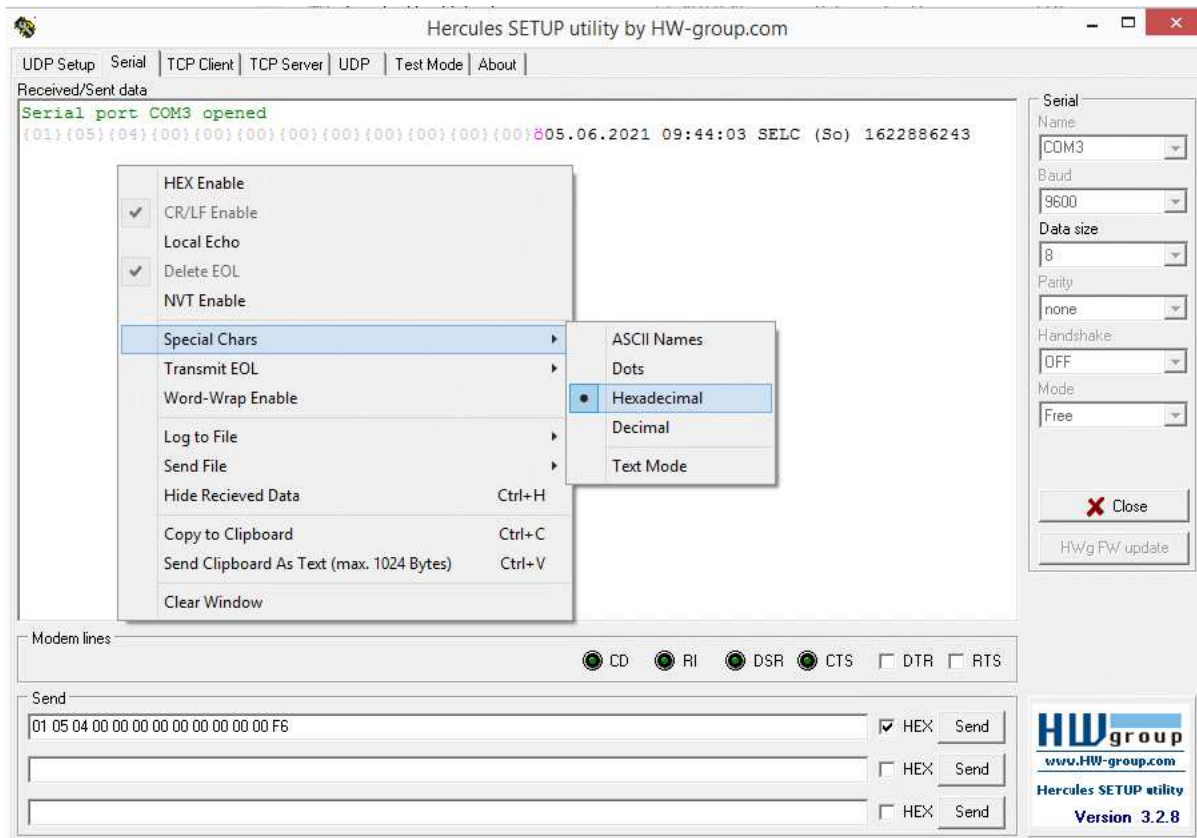 Hercules SETUP utility by HW-group.com
UDP Setup Serial TCP Client TCP Server UDP Test Mode About
Received/Sent data
Serial port COM3 opened
{01}{05}{04}{00}{00}{00}{00}{00}{00}{00}{00}{00}ö05.06.2021 09:44:03 SELC (So) 1622886243
HEX Enable
CR/LF Enable
Local Echo
Delete EOL
NVT Enable
Special Chars
Transmit EOL
Word-Wrap Enable
Log to File
Send File
Hide Recieved Data Ctrl+H
Copy to Clipboard Ctrl+C
Send Clipboard As Text (max. 1024 Bytes) Ctrl+V
Clear Window
ASCII Names
Dots
Hexadecimal
Decimal
Text Mode
Serial
Name
COM3
Baud
9600
Data size
8
Parity
none
Handshake
OFF
Mode
Free
Close
HWg FW update
Modem lines
CD RI DSR CTS DTR RTS
Send
01 05 04 00 00 00 00 00 00 00 00 00 F6 HEX Send
HEX Send
HEX Send
HW group
www.HW-group.com
Hercules SETUP utility
Version 3.2.8